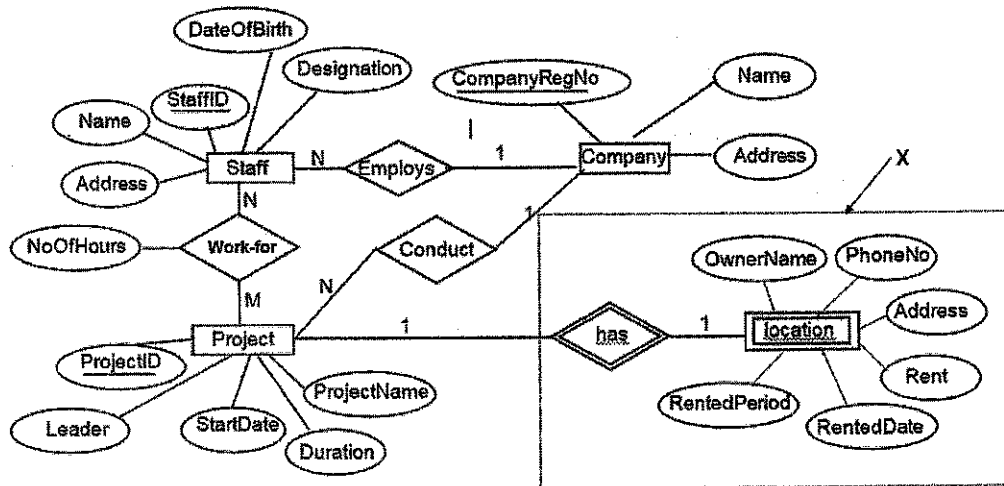 DateOfBirth
Designation
StaffID
Name
Address
Staff
N
Employs
1
CompanyRegNo
Name
Company
Address
X
N
NoOfHours
Work-for
M
Conduct
1
N
Project
1
has
1
location
OwnerName
PhoneNo
Address
Rent
RentedPeriod
RentedDate
ProjectID
Leader
StartDate
Duration
ProjectName